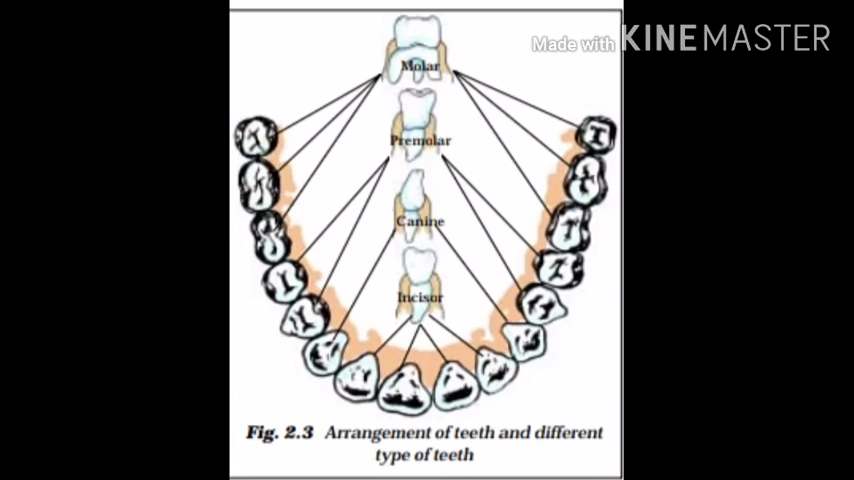 Made with KINEMASTER
Molar
Premolar
Canine
Incisor
Fig. 2.3 Arrangement of teeth and different
type of teeth